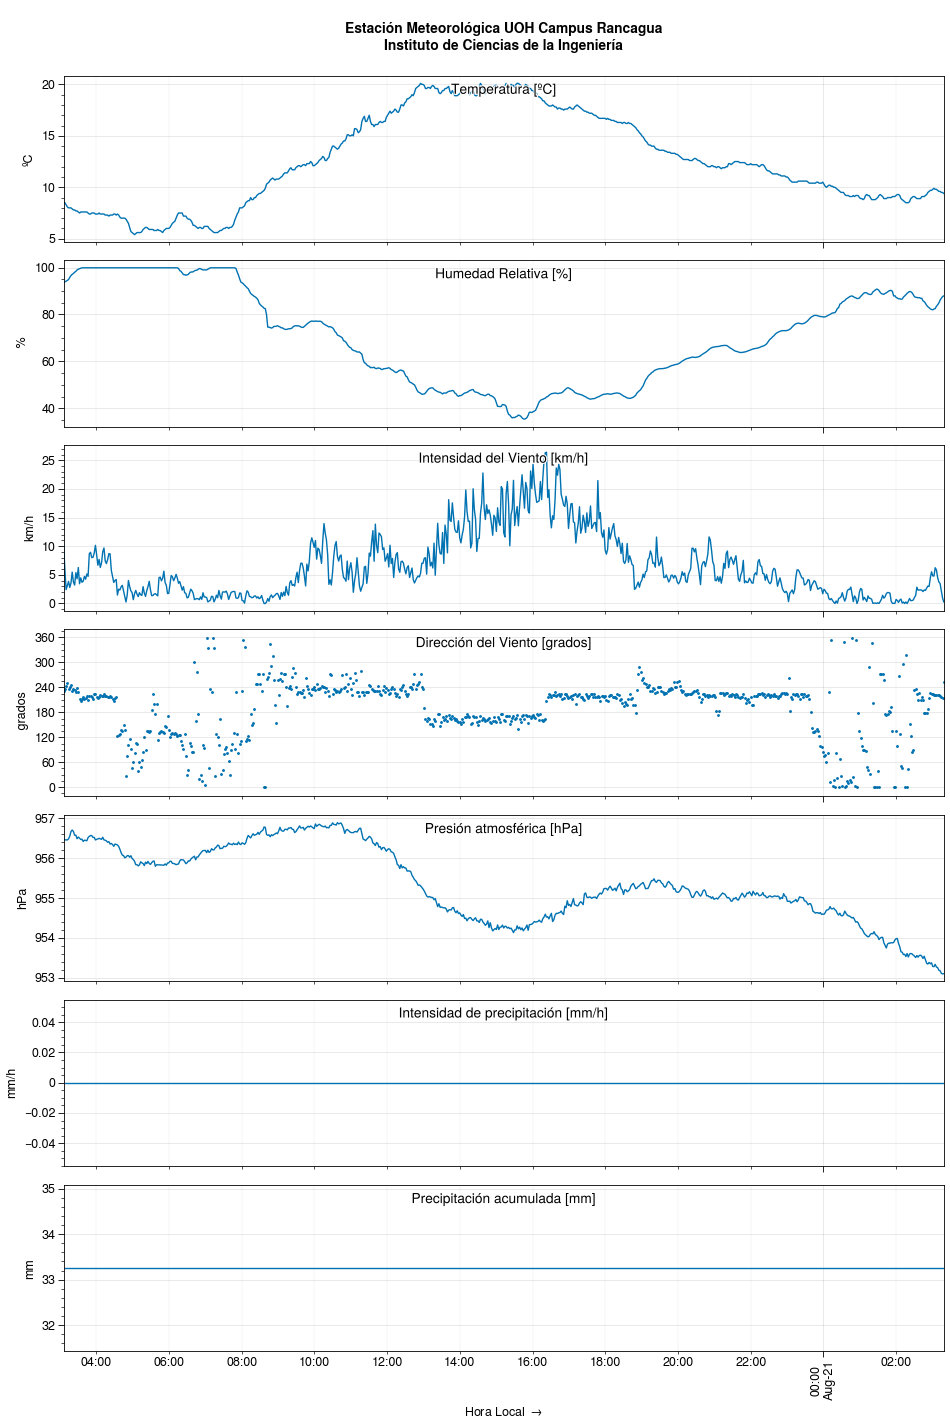 Estación Meteorológica UOH Campus Rancagua
Instituto de Ciencias de la Ingeniería
Temperatura [ºC]
ºC
20
15
10
5
Humedad Relativa [%]
%
100
80
60
40
Intensidad del Viento [km/h]
km/h
25
20
15
10
5
0
Dirección del Viento [grados]
grados
360
300
240
180
120
60
0
Presión atmosférica [hPa]
hPa
957
956
955
954
953
Intensidad de precipitación [mm/h]
mm/h
0.04
0.02
0
−0.02
−0.04
Precipitación acumulada [mm]
mm
35
34
33
32
04:00 06:00 08:00 10:00 12:00 14:00 16:00 18:00 20:00 22:00 00:00 02:00
Aug-21
Hora Local →